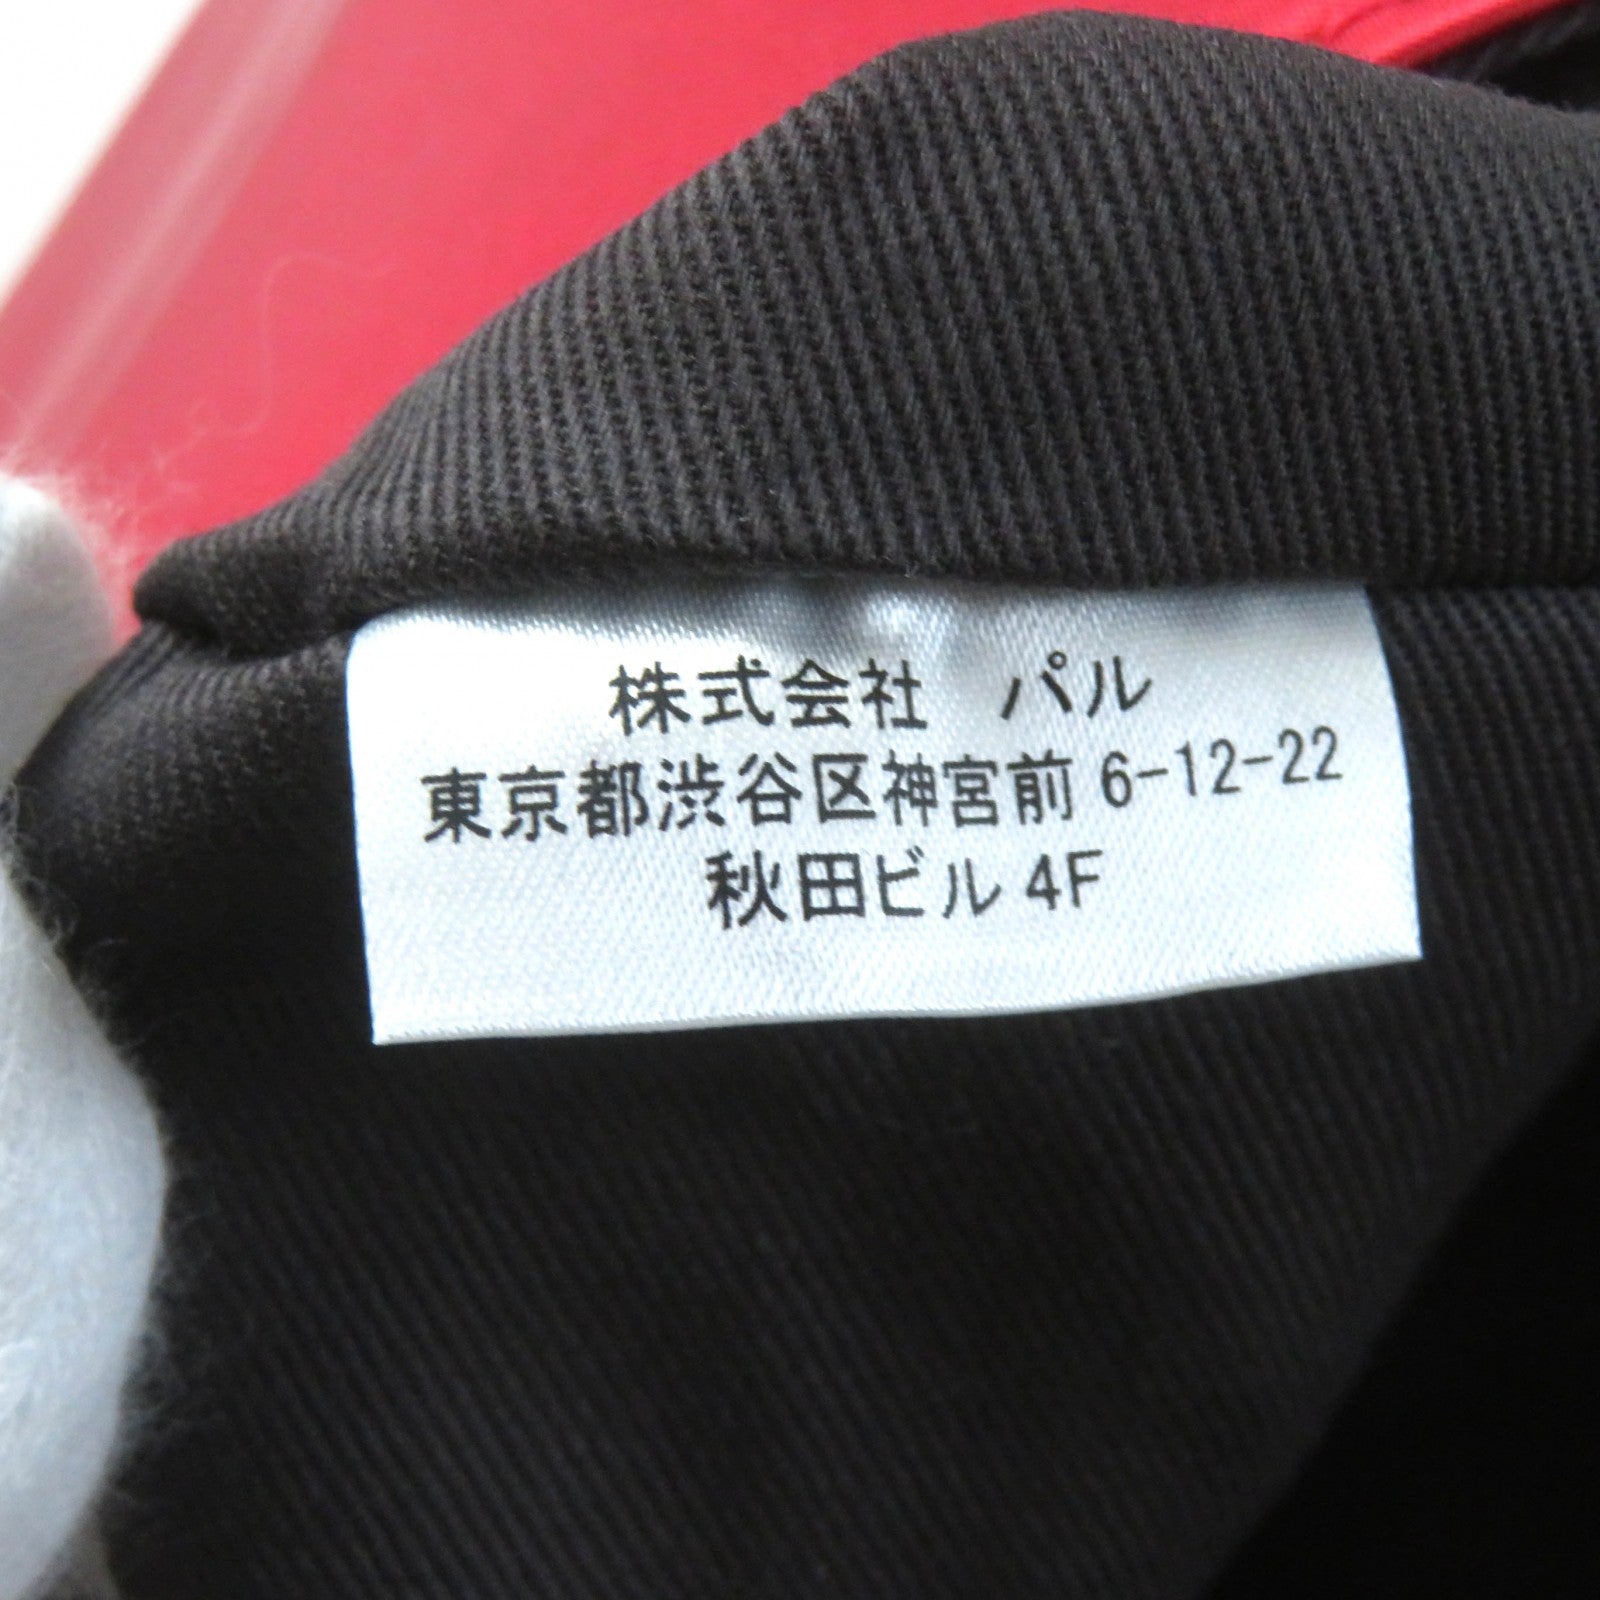 株式会社　パル
東京都渋谷区神宮前 6-12-22
秋田ビル 4F